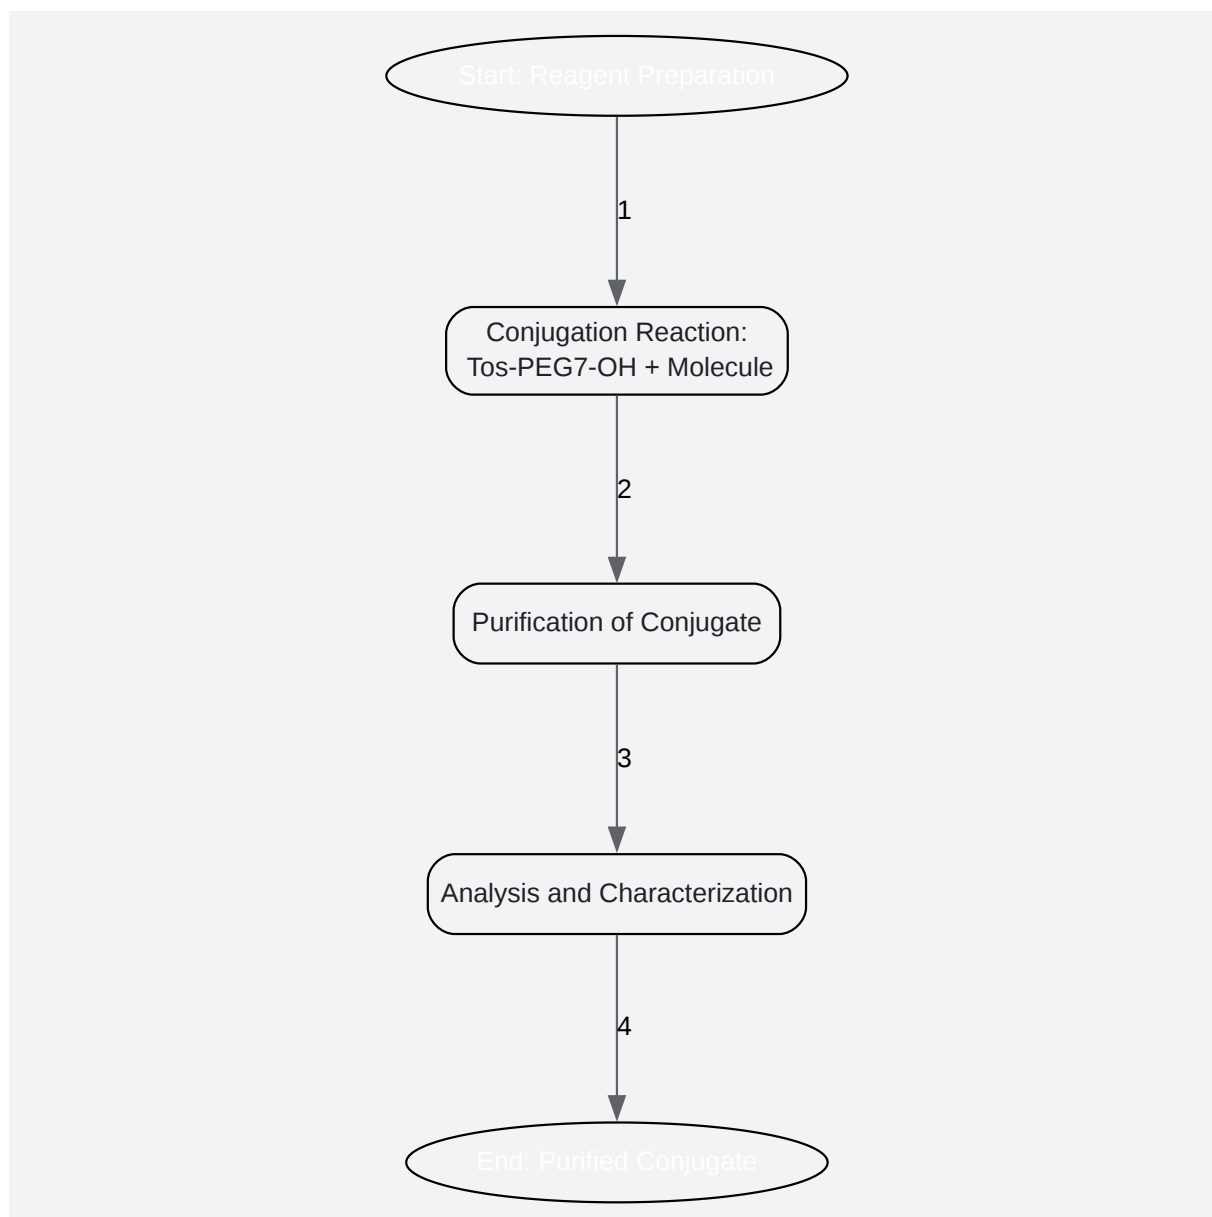 Start: Reagent Preparation
1
Conjugation Reaction:
Tos-PEG7-OH + Molecule
2
Purification of Conjugate
3
Analysis and Characterization
4
End: Purified Conjugate